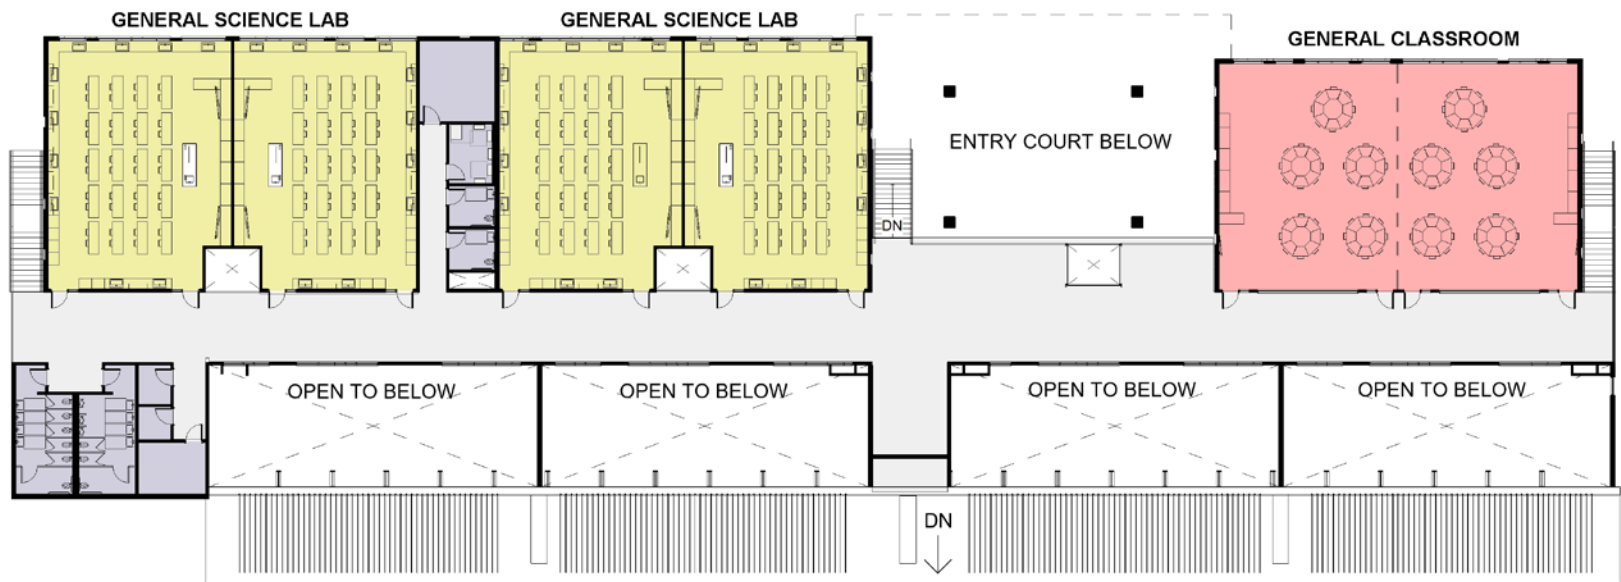 GENERAL SCIENCE LAB
GENERAL SCIENCE LAB
GENERAL CLASSROOM
ENTRY COURT BELOW
DN
OPEN TO BELOW
OPEN TO BELOW
OPEN TO BELOW
OPEN TO BELOW
DN